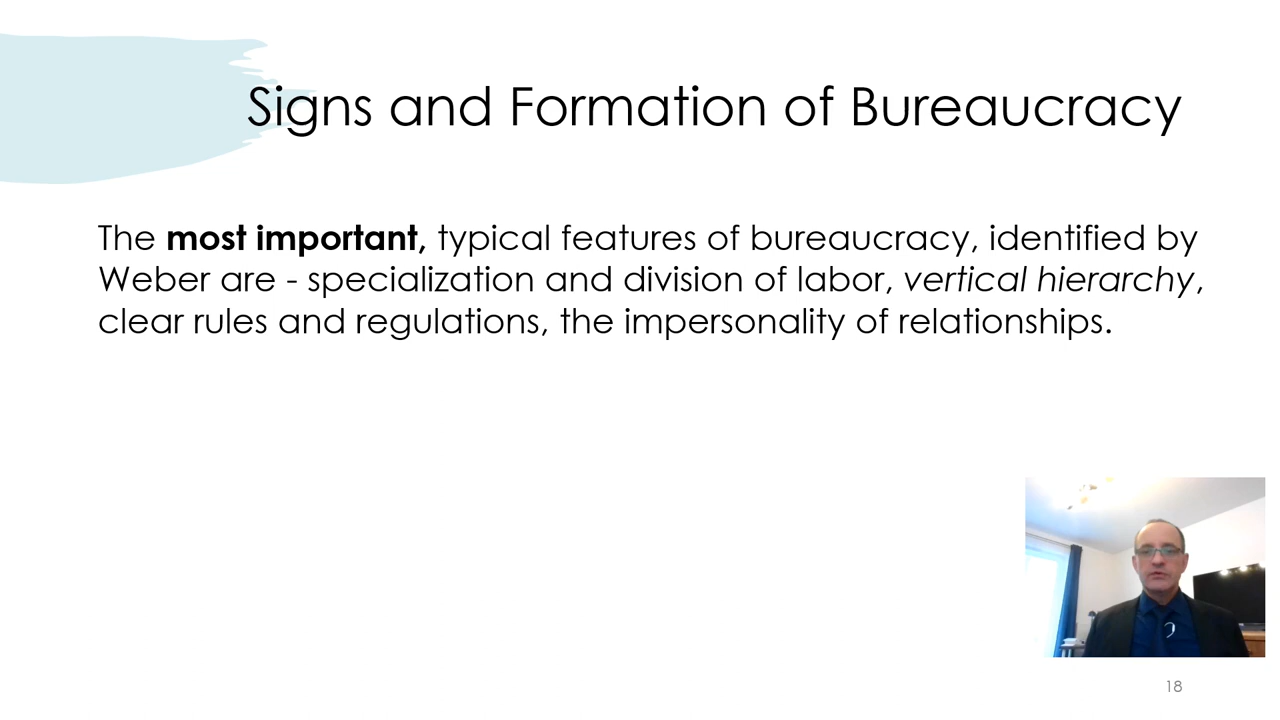 Signs and Formation of Bureaucracy
The most important, typical features of bureaucracy, identified by
Weber are - specialization and division of labor, vertical hierarchy,
clear rules and regulations, the impersonality of relationships.
18